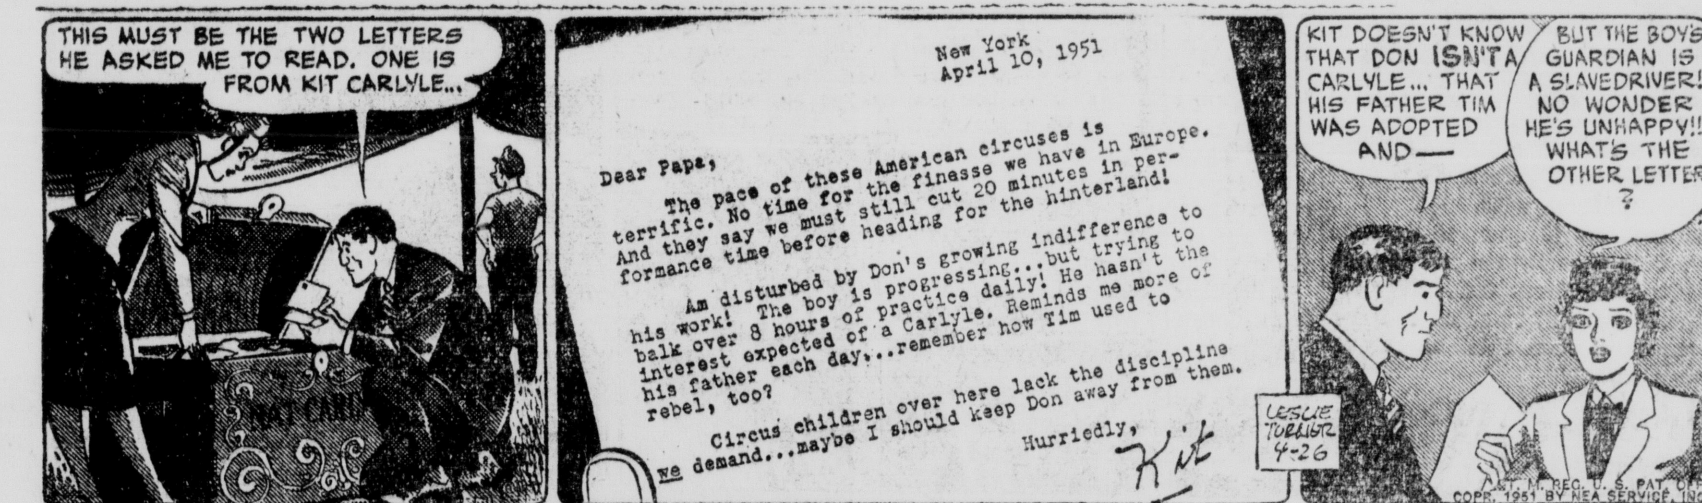 THIS MUST BE THE TWO LETTERS
HE ASKED ME TO READ. ONE IS
FROM KIT CARLYLE...
New York
April 10, 1951
Dear Papa,
The pace of these American circuses is
terrific. No time for the finesse we have in Europe.
And they say we must still cut 20 minutes in per-
formance time before heading for the hinterland!
Am disturbed by Don's growing indifference to
his work! The boy is progressing...but trying to
balk over 8 hours of practice daily! He hasn't the
interest expected of a Carlyle. Reminds me more of
his father each day...remember how Tim used to
rebel, too?
Circus children over here lack the discipline
we demand...maybe I should keep Don away from them.
Hurriedly,
Kit
LESLIE
TURNER
4-26
KIT DOESN'T KNOW
THAT DON ISN'T A
CARLYLE... THAT
HIS FATHER TIM
WAS ADOPTED
AND—
BUT THE BOY'S
GUARDIAN IS
A SLAVEDRIVER!
NO WONDER
HE'S UNHAPPY!!
WHAT'S THE
OTHER LETTER
?
T. M. REG. U. S. PAT. OFF.
COPR. 1951 BY NEA SERVICE, INC.